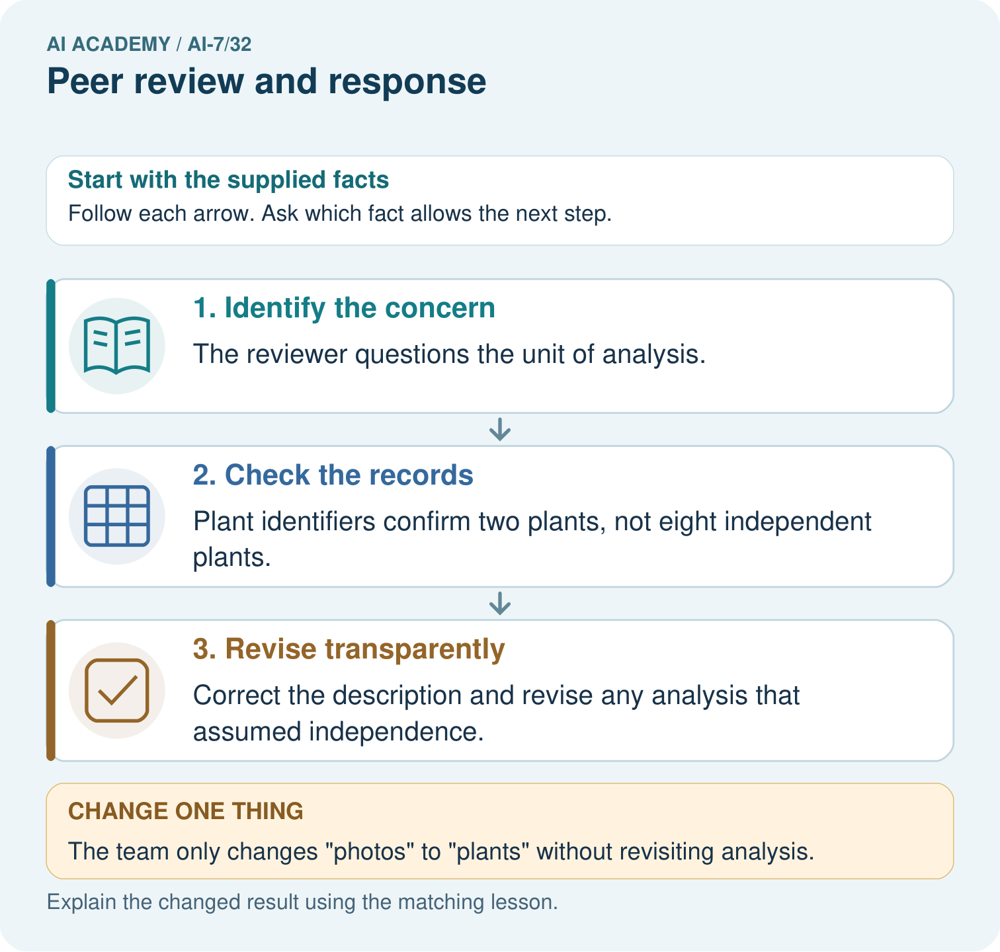 AI ACADEMY / AI-7/32
Peer review and response
Start with the supplied facts
Follow each arrow. Ask which fact allows the next step.
1. Identify the concern
The reviewer questions the unit of analysis.
2. Check the records
Plant identifiers confirm two plants, not eight independent
plants.
3. Revise transparently
Correct the description and revise any analysis that
assumed independence.
CHANGE ONE THING
The team only changes "photos" to "plants" without revisiting analysis.
Explain the changed result using the matching lesson.